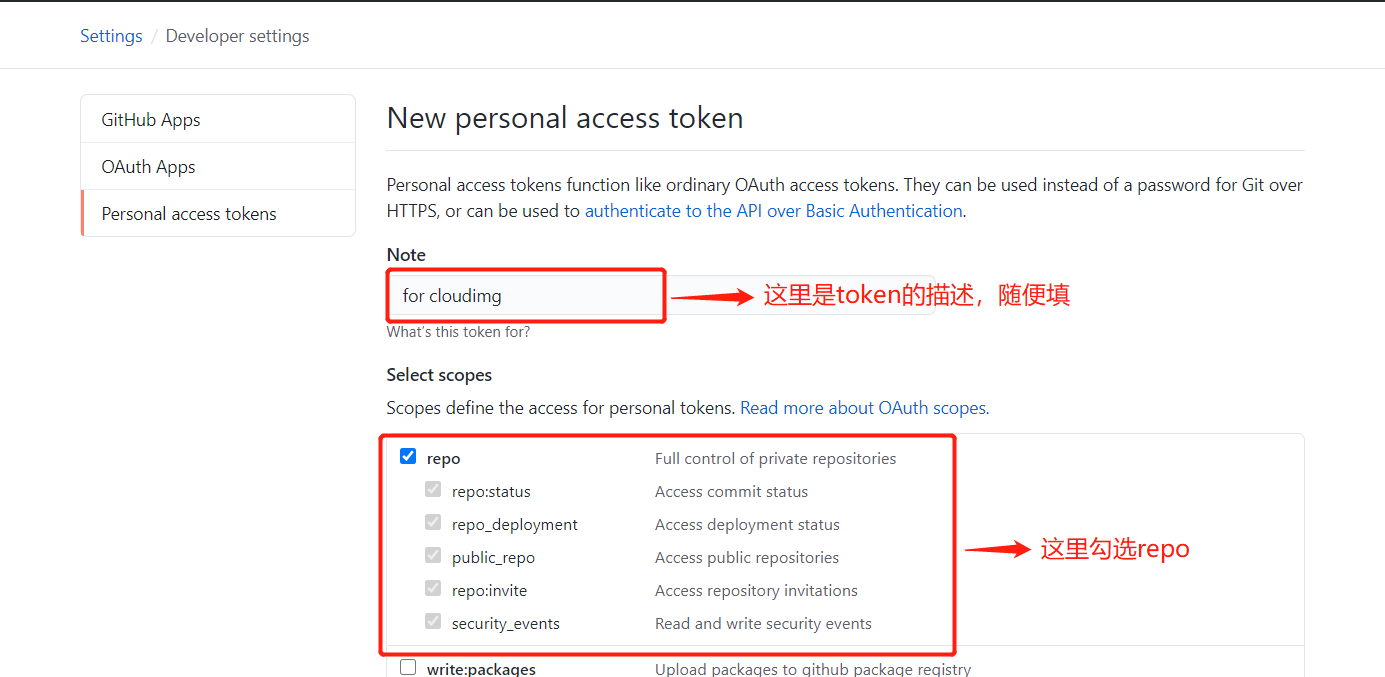 Settings / Developer settings
GitHub Apps
OAuth Apps
Personal access tokens
New personal access token
Personal access tokens function like ordinary OAuth access tokens. They can be used instead of a password for Git over
HTTPS, or can be used to authenticate to the API over Basic Authentication.
Note
for cloudimg
这里是token的描述，随便填
What's this token for?
Select scopes
Scopes define the access for personal tokens. Read more about OAuth scopes.
repo Full control of private repositories
repo:status Access commit status
repo_deployment Access deployment status
public_repo Access public repositories
repo:invite Access repository invitations
security_events Read and write security events
这里勾选repo
write:packages Upload packages to github package registry